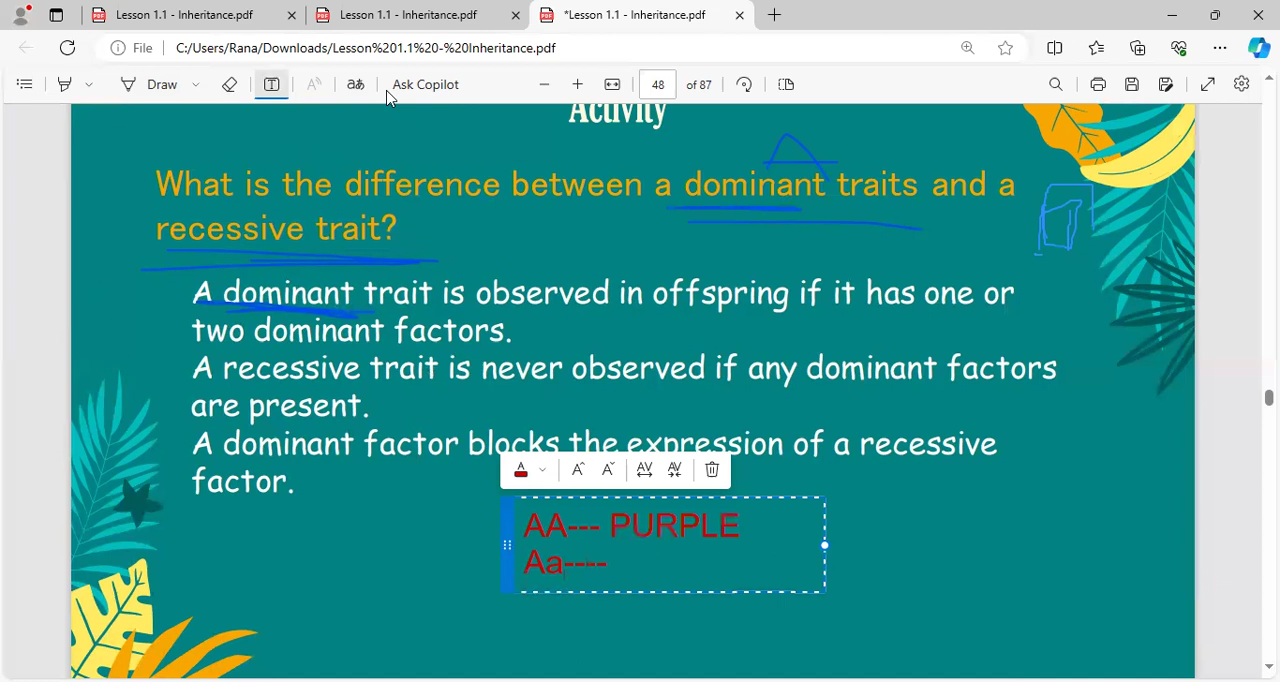 Lesson 1.1 - Inheritance.pdf
Lesson 1.1 - Inheritance.pdf
*Lesson 1.1 - Inheritance.pdf
File
C:/Users/Rana/Downloads/Lesson%201.1%20-%20Inheritance.pdf
Draw
aあ
Ask Copilot
48 of 87
Activity
What is the difference between a dominant traits and a
recessive trait?
A dominant trait is observed in offspring if it has one or
two dominant factors.
A recessive trait is never observed if any dominant factors
are present.
A dominant factor blocks the expression of a recessive
factor.
AA--- PURPLE
Aa----